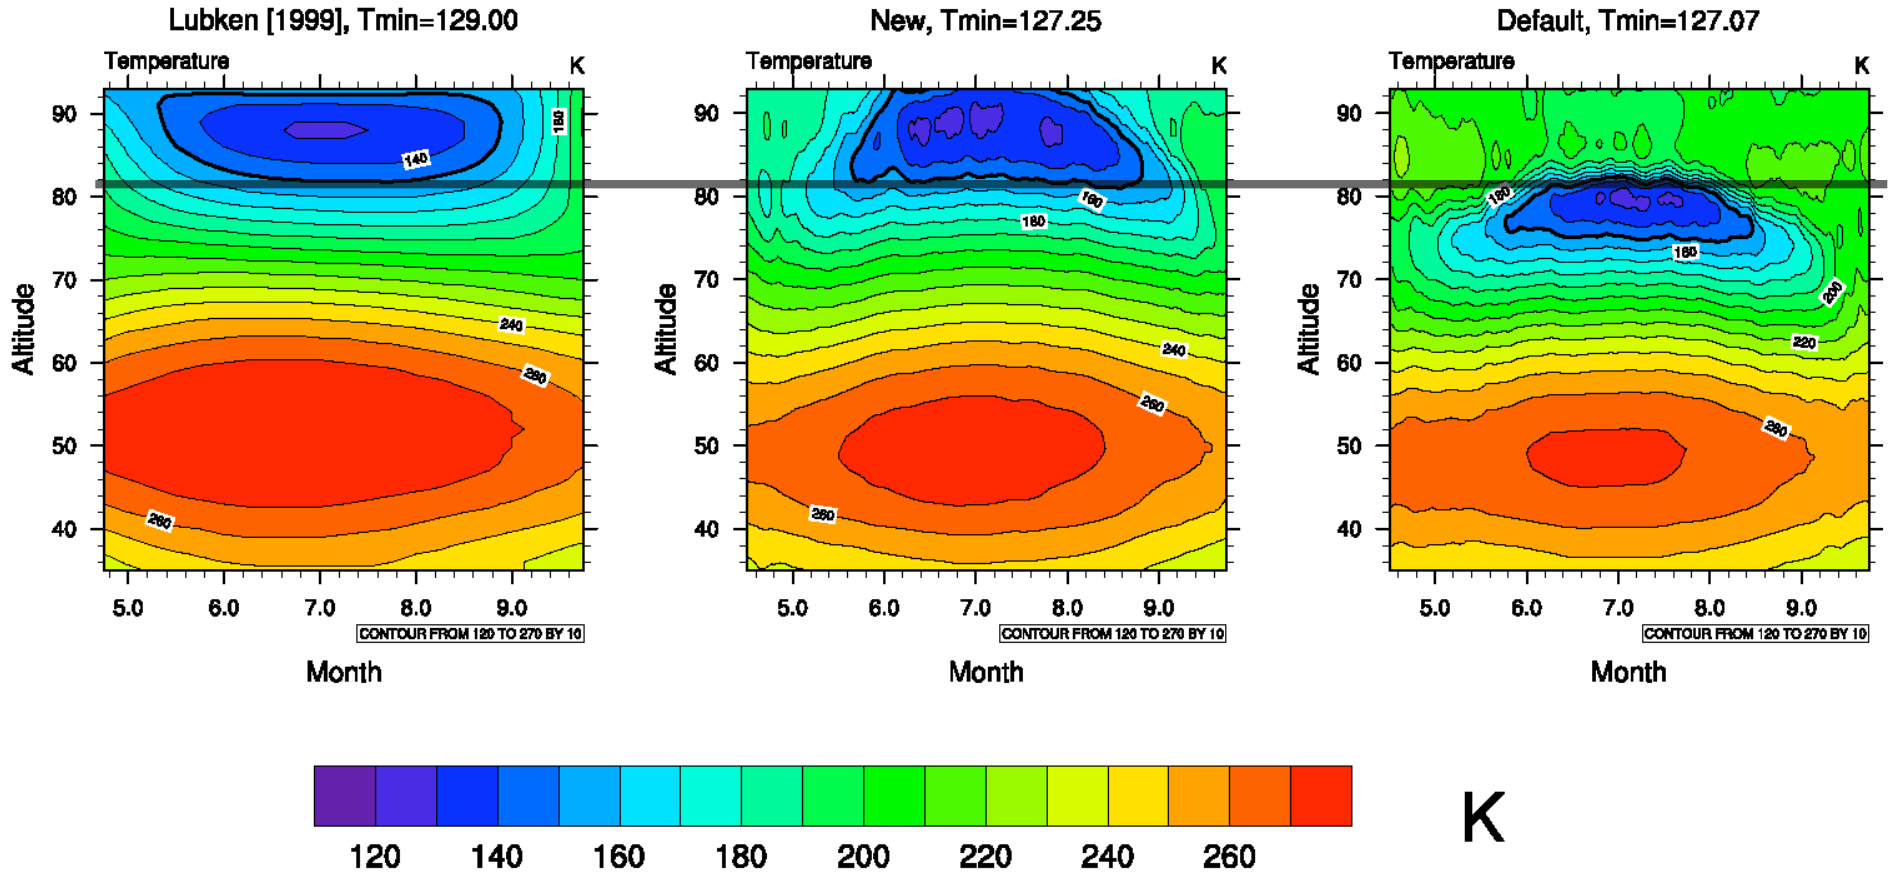 Lubken [1999], Tmin=129.00
New, Tmin=127.25
Default, Tmin=127.07
Temperature K
Temperature K
Temperature K
Altitude
90
80
70
60
50
40
180
140
240
260
260
5.0 6.0 7.0 8.0 9.0
CONTOUR FROM 120 TO 270 BY 10
Month
Altitude
90
80
70
60
50
40
160
180
240
260
260
5.0 6.0 7.0 8.0 9.0
CONTOUR FROM 120 TO 270 BY 10
Month
Altitude
90
80
70
60
50
40
180
180
200
220
260
5.0 6.0 7.0 8.0 9.0
CONTOUR FROM 120 TO 270 BY 10
Month
120 140 160 180 200 220 240 260
K